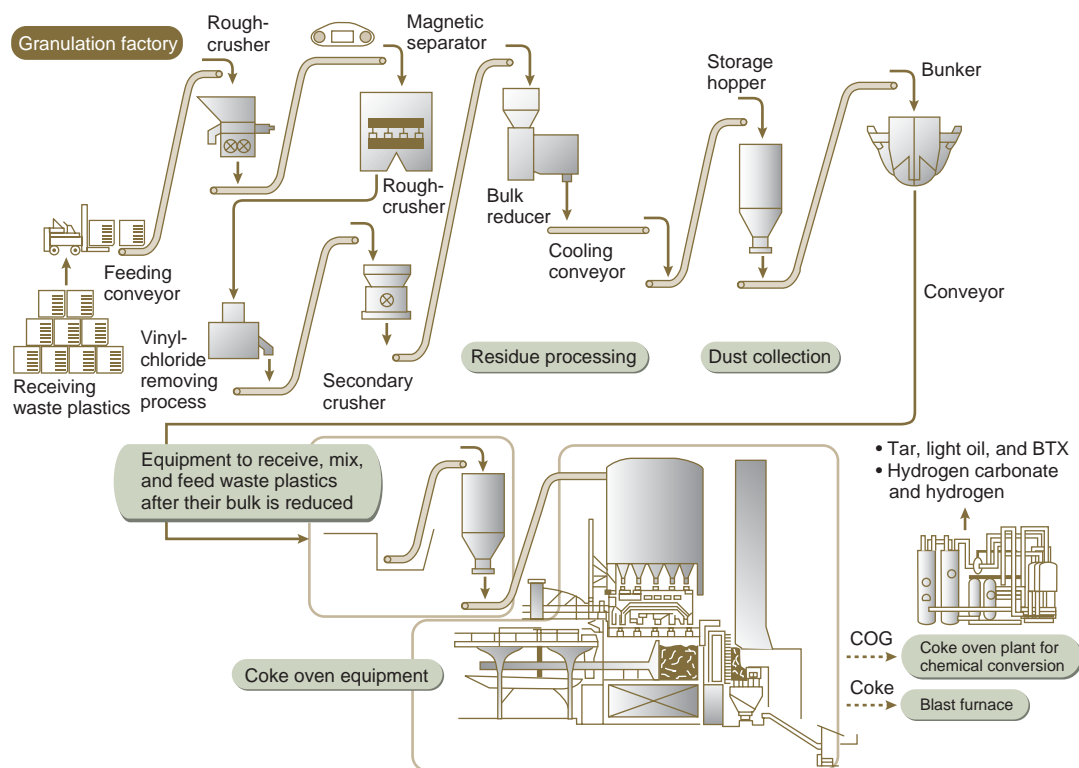 Granulation factory
Rough-
crusher
Magnetic
separator
Storage
hopper
Bunker
Rough-
crusher
Bulk
reducer
Cooling
conveyor
Feeding
conveyor
Conveyor
Receiving
waste plastics
Vinyl-
chloride
removing
process
Secondary
crusher
Residue processing
Dust collection
Equipment to receive, mix,
and feed waste plastics
after their bulk is reduced
• Tar, light oil, and BTX
• Hydrogen carbonate
and hydrogen
Coke oven equipment
COG
Coke oven plant for
chemical conversion
Coke
Blast furnace